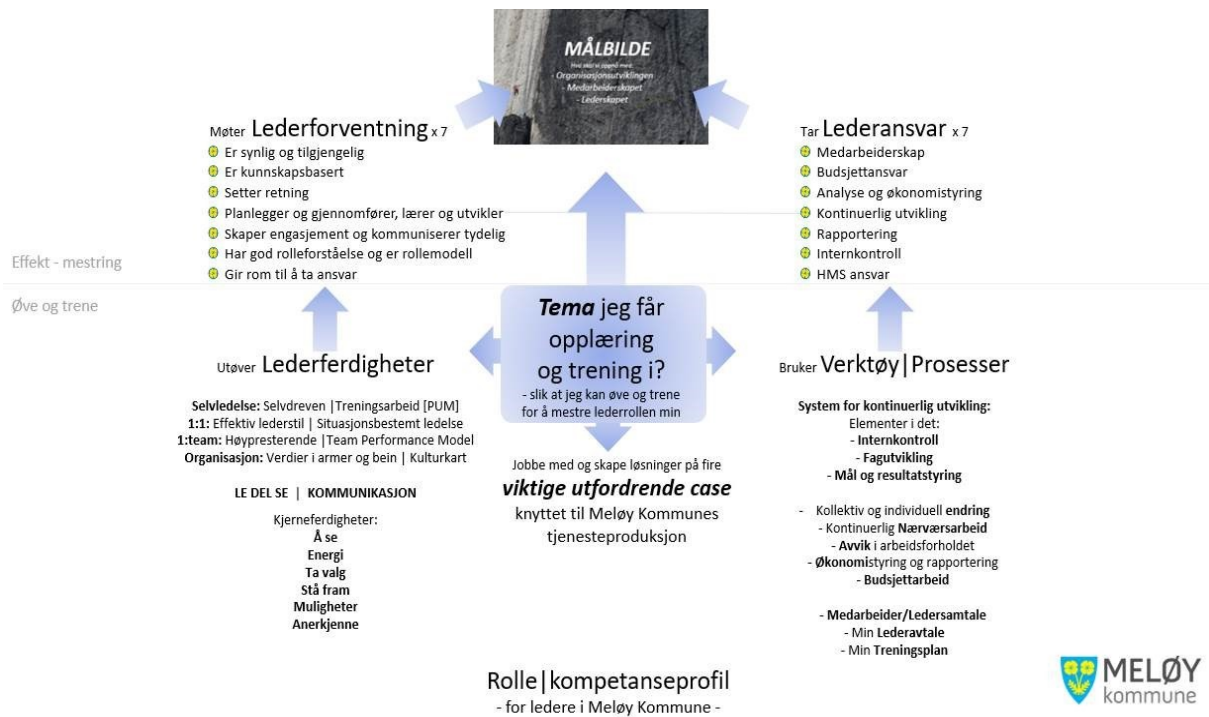 MÅLBILDE
Hva skal vi oppnå med:
- Organisasjonsutviklingen
- Medarbeiderskapet
- Lederskapet
Møter Lederforventning x 7
Er synlig og tilgjengelig
Er kunnskapsbasert
Setter retning
Planlegger og gjennomfører, lærer og utvikler
Skaper engasjement og kommuniserer tydelig
Har god rolleforståelse og er rollemodell
Gir rom til å ta ansvar
Tar Lederansvar x 7
Medarbeiderskap
Budsjettansvar
Analyse og økonomistyring
Kontinuerlig utvikling
Rapportering
Internkontroll
HMS ansvar
Effekt - mestring
Øve og trene
Tema jeg får
opplæring
og trening i?
- slik at jeg kan øve og trene
for å mestre lederrollen min
Utøver Lederferdigheter
Selvledelse: Selvdreven |Treningsarbeid [PUM]
1:1: Effektiv lederstil | Situasjonsbestemt ledelse
1:team: Høypresterende |Team Performance Model
Organisasjon: Verdier i armer og bein | Kulturkart
LE DEL SE | KOMMUNIKASJON
Kjerneferdigheter:
Å se
Energi
Ta valg
Stå fram
Muligheter
Anerkjenne
Jobbe med og skape løsninger på fire
viktige utfordrende case
knyttet til Meløy Kommunes
tjenesteproduksjon
Bruker Verktøy|Prosesser
System for kontinuerlig utvikling:
Elementer i det:
- Internkontroll
- Fagutvikling
- Mål og resultatstyring
- Kollektiv og individuell endring
- Kontinuerlig Nærværsarbeid
- Avvik i arbeidsforholdet
- Økonomistyring og rapportering
- Budsjettarbeid
- Medarbeider/Ledersamtale
- Min Lederavtale
- Min Treningsplan
Rolle|kompetanseprofil
- for ledere i Meløy Kommune -
MELØY
kommune